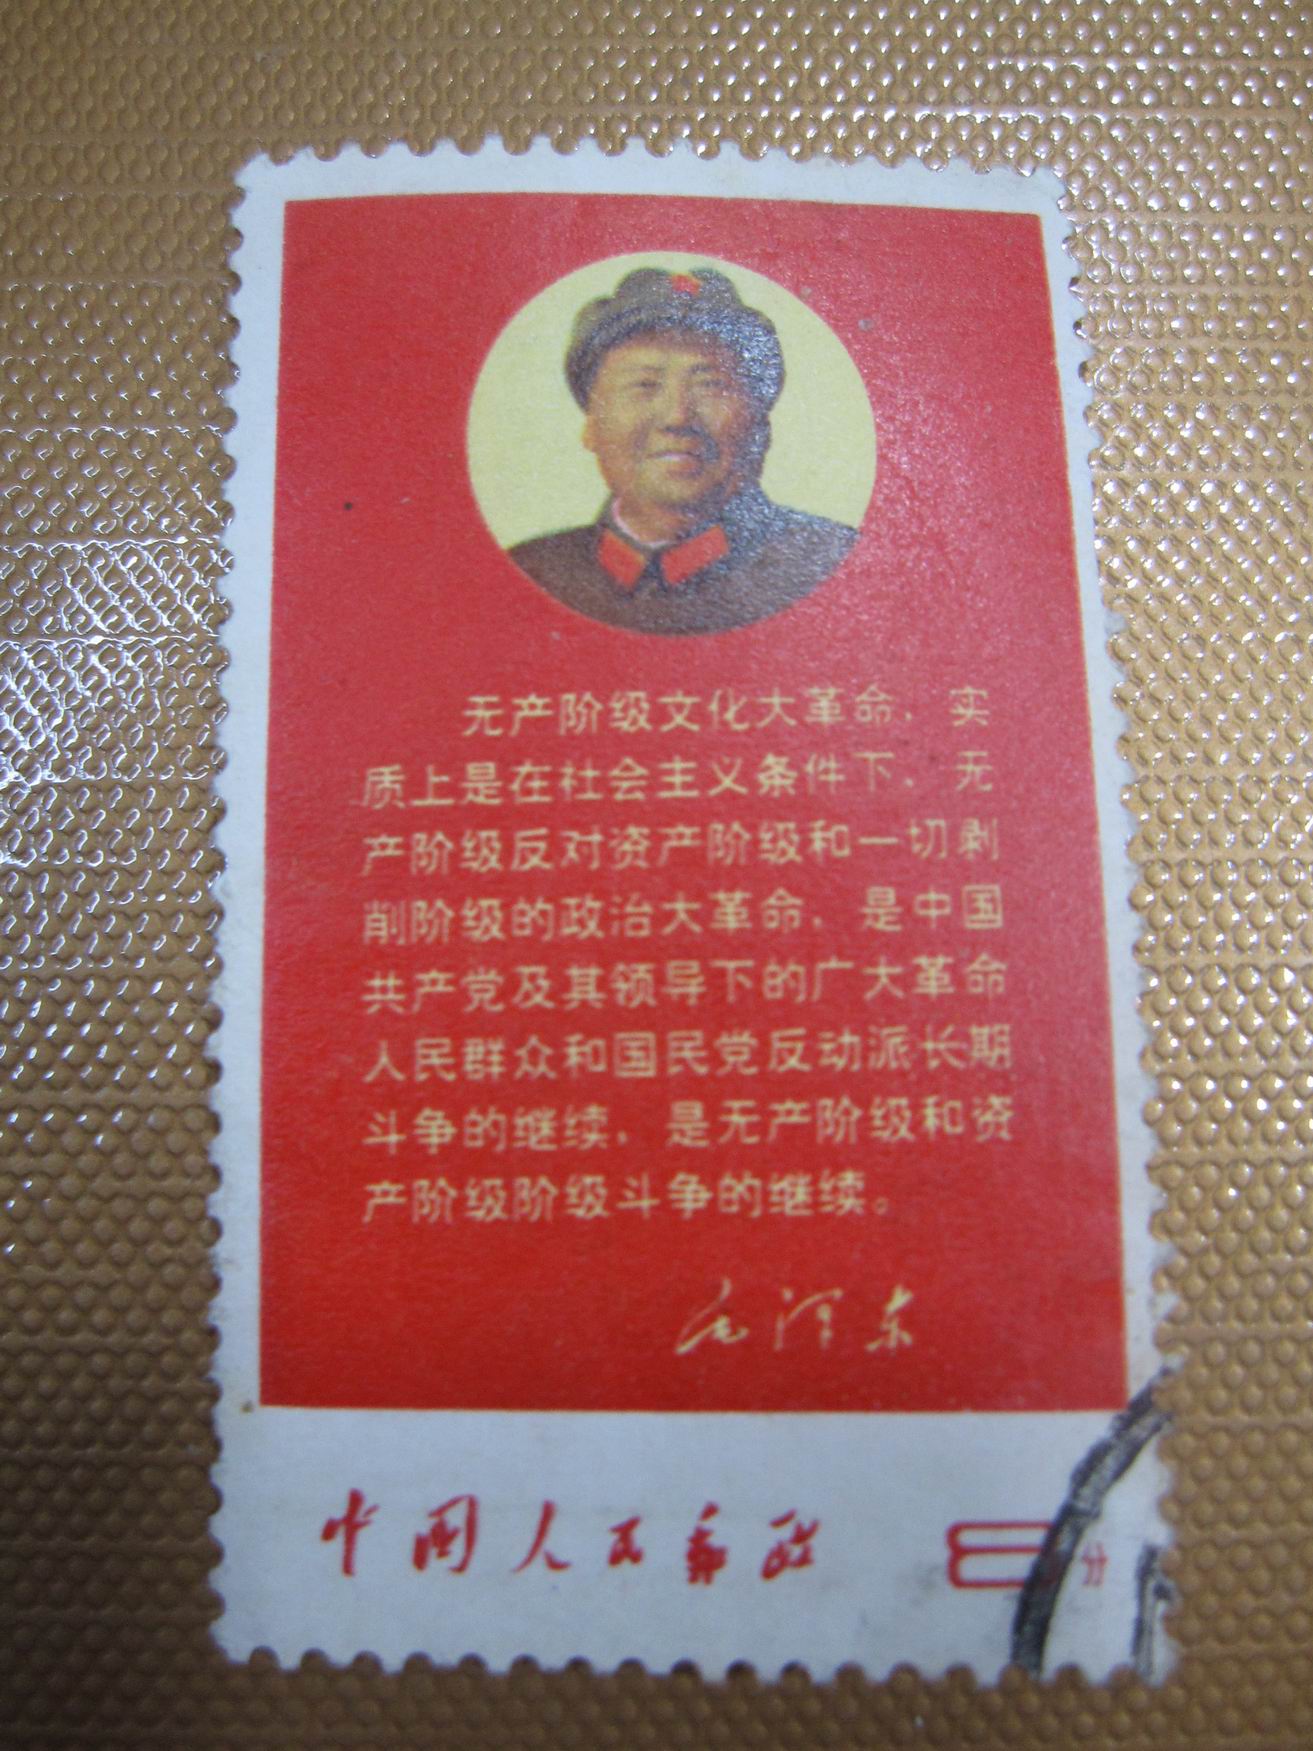 无产阶级文化大革命，实
质上是在社会主义条件下，无
产阶级反对资产阶级和一切剥
削阶级的政治大革命，是中国
共产党及其领导下的广大革命
人民群众和国民党反动派长期
斗争的继续，是无产阶级和资
产阶级阶级斗争的继续。
毛泽东
中国人民邮政 8分